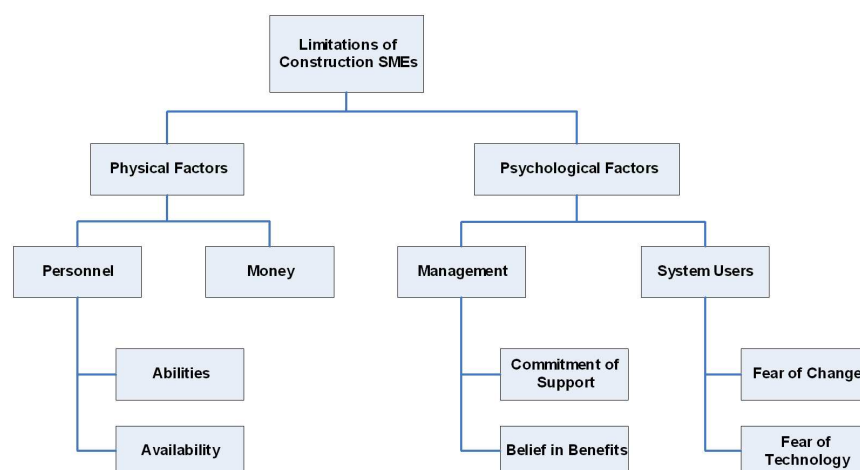 Limitations of
Construction SMEs
Physical Factors
Psychological Factors
Personnel
Money
Management
System Users
Abilities
Commitment of
Support
Fear of Change
Availability
Belief in Benefits
Fear of
Technology